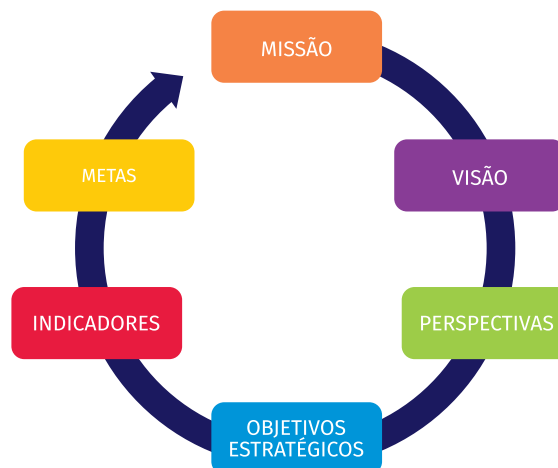 MISSÃO
VISÃO
PERSPECTIVAS
OBJETIVOS
ESTRATÉGICOS
INDICADORES
METAS